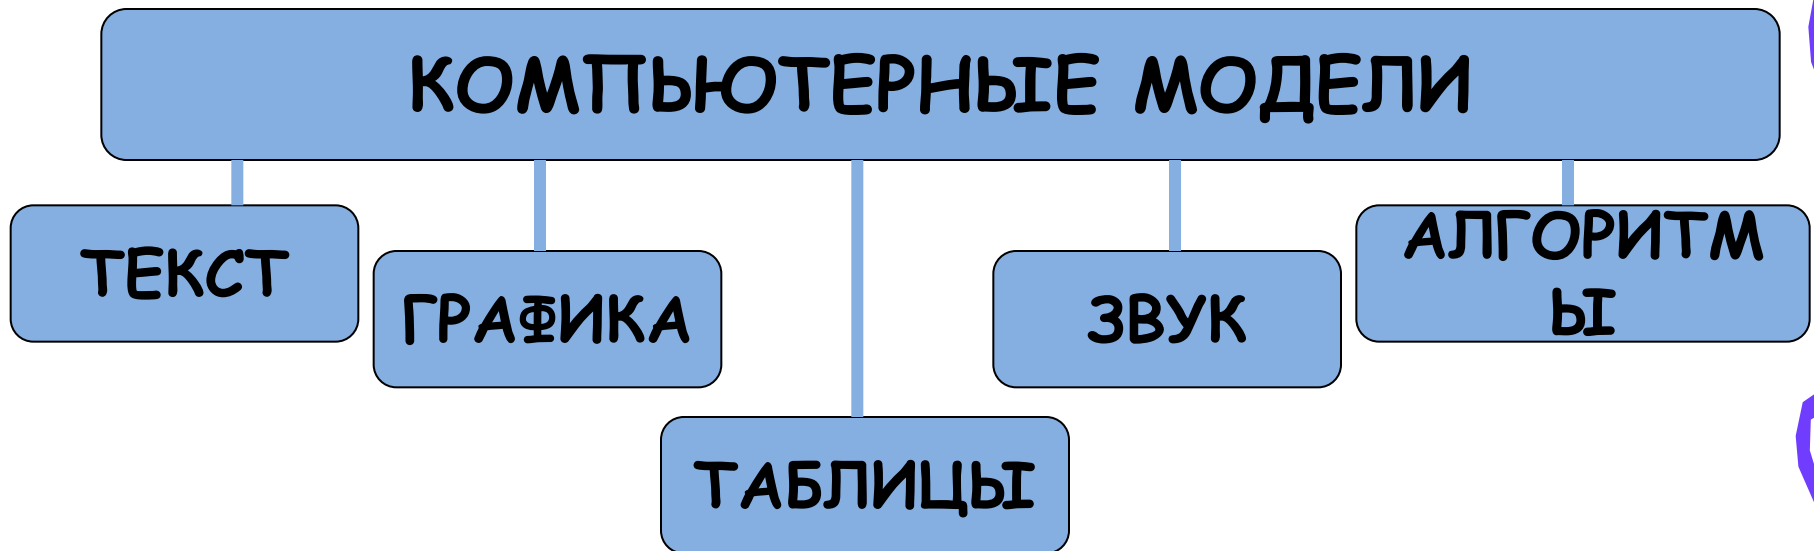 КОМПЬЮТЕРНЫЕ МОДЕЛИ
ТЕКСТ
ГРАФИКА
ТАБЛИЦЫ
ЗВУК
АЛГОРИТМ
Ы